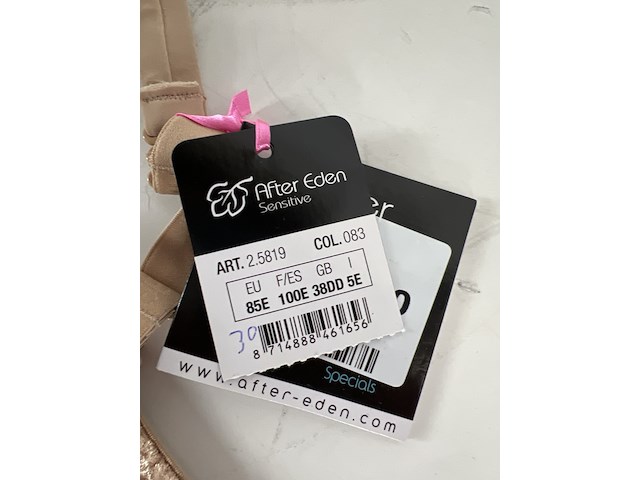 After Eden
Sensitive
ART. 2.5819 COL. 083
EU F/ES GB I
85E 100E 38DD 5E
30
8 714888 461656
Specials
www.after-eden.com